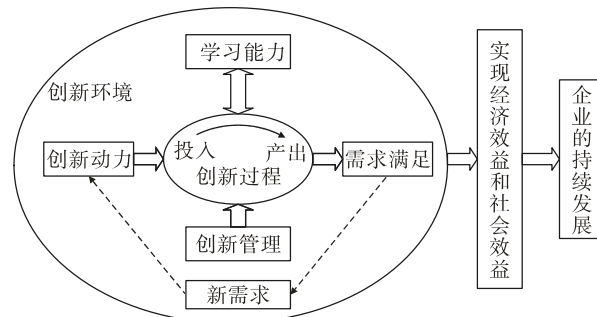 学习能力
创新环境
创新动力
投入
产出
创新过程
需求满足
创新管理
新需求
实现经济效益和社会效益
企业的持续发展